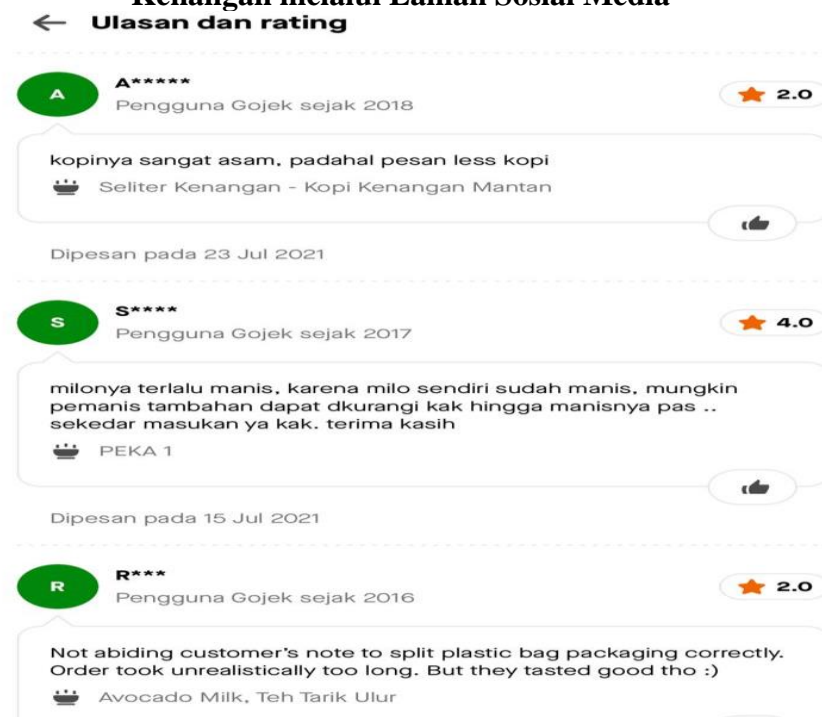 Kenangan melalui Laman Sosial Media
Ulasan dan rating
A*****
Pengguna Gojek sejak 2018
2.0
kopinya sangat asam, padahal pesan less kopi
Seliter Kenangan - Kopi Kenangan Mantan
Dipesan pada 23 Jul 2021
S
S****
Pengguna Gojek sejak 2017
4.0
milonya terlalu manis, karena milo sendiri sudah manis, mungkin
pemanis tambahan dapat dkurangi kak hingga manisnya pas ..
sekedar masukan ya kak. terima kasih
PEKA 1
Dipesan pada 15 Jul 2021
R
R***
Pengguna Gojek sejak 2016
2.0
Not abiding customer's note to split plastic bag packaging correctly.
Order took unrealistically too long. But they tasted good tho :)
Avocado Milk, Teh Tarik Ulur